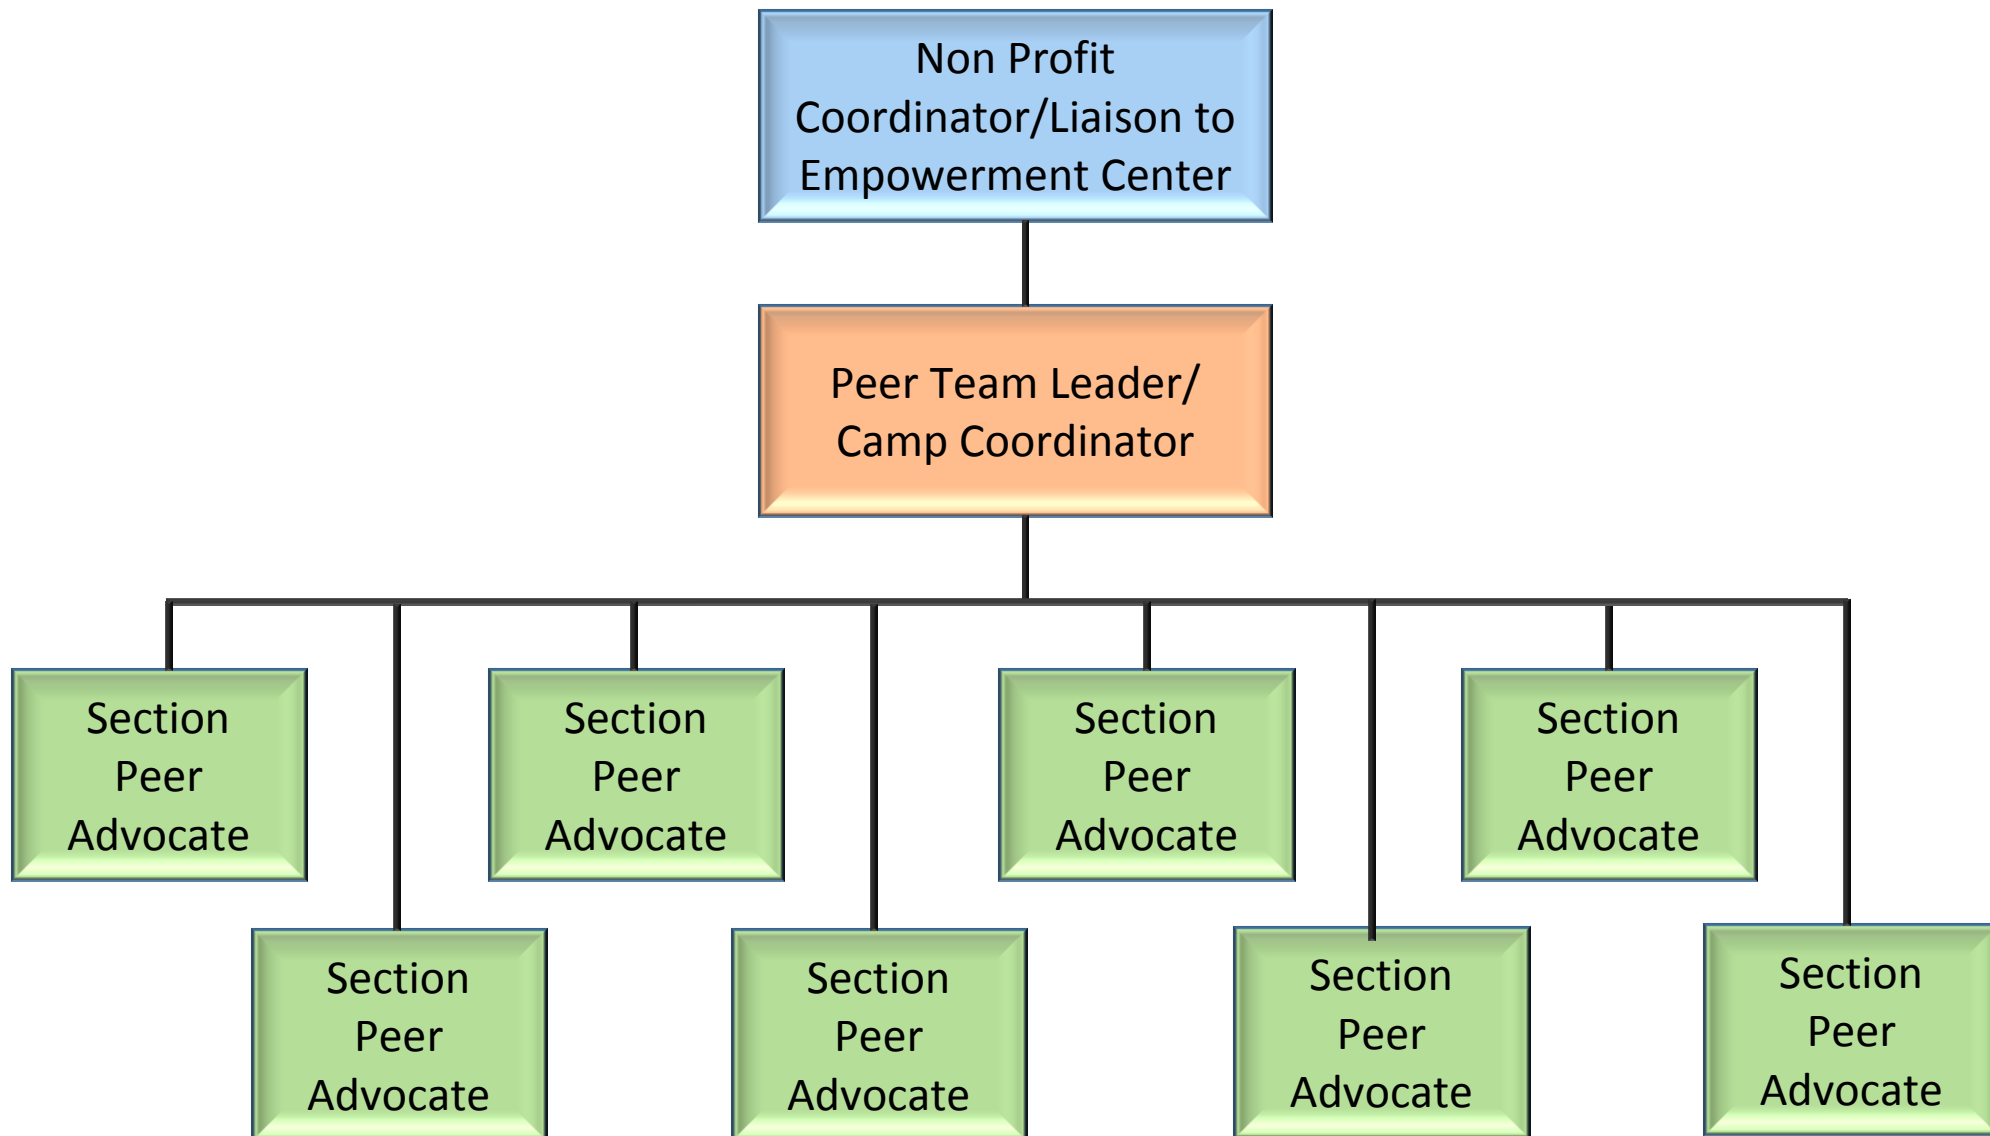 Non Profit
Coordinator/Liaison to
Empowerment Center
Peer Team Leader/
Camp Coordinator
Section
Peer
Advocate
Section
Peer
Advocate
Section
Peer
Advocate
Section
Peer
Advocate
Section
Peer
Advocate
Section
Peer
Advocate
Section
Peer
Advocate
Section
Peer
Advocate